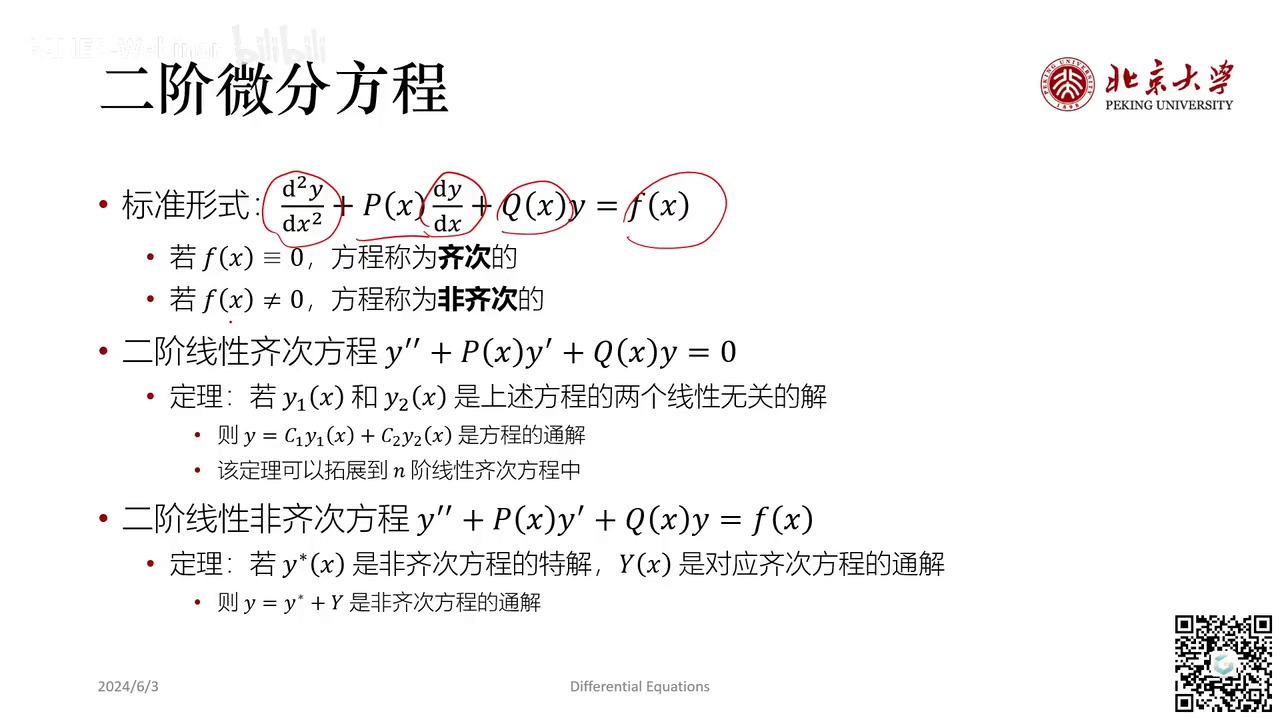 bilibili
二阶微分方程
北京大学
PEKING UNIVERSITY
PEKING UNIVERSITY
1898
• 标准形式: d²y/dx² + P(x) dy/dx + Q(x)y = f(x)
• 若 f(x) ≡ 0，方程称为齐次的
• 若 f(x) ≠ 0，方程称为非齐次的
• 二阶线性齐次方程 y′′ + P(x)y′ + Q(x)y = 0
• 定理：若 y₁(x) 和 y₂(x) 是上述方程的两个线性无关的解
• 则 y = C₁y₁(x) + C₂y₂(x) 是方程的通解
• 该定理可以拓展到 n 阶线性齐次方程中
• 二阶线性非齐次方程 y′′ + P(x)y′ + Q(x)y = f(x)
• 定理：若 y*(x) 是非齐次方程的特解，Y(x) 是对应齐次方程的通解
• 则 y = y* + Y 是非齐次方程的通解
2024/6/3
Differential Equations